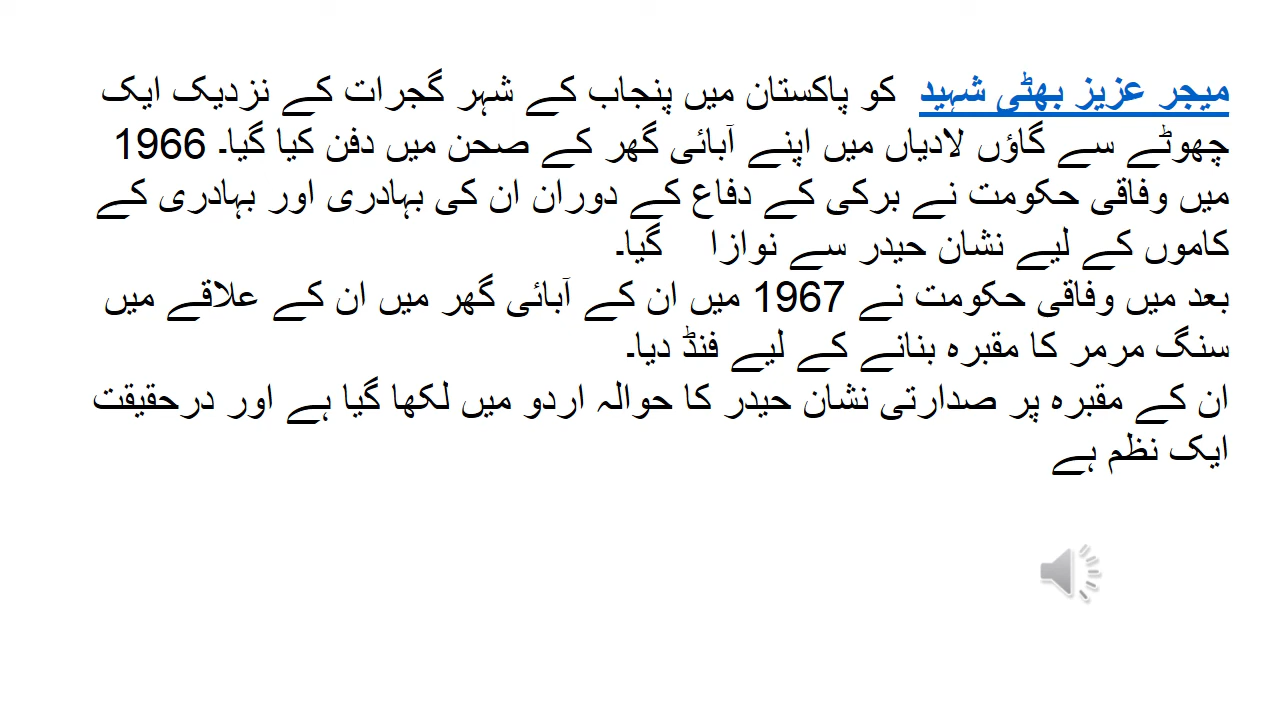 میجر عزیز بھٹی شہید کو پاکستان میں پنجاب کے شہر گجرات کے نزدیک ایک
چھوٹے سے گاؤں لادیاں میں اپنے آبائی گھر کے صحن میں دفن کیا گیا۔ 1966
میں وفاقی حکومت نے برکی کے دفاع کے دوران ان کی بہادری اور بہادری کے
کاموں کے لیے نشان حیدر سے نوازا گیا۔
بعد میں وفاقی حکومت نے 1967 میں ان کے آبائی گھر میں ان کے علاقے میں
سنگ مرمر کا مقبرہ بنانے کے لیے فنڈ دیا۔
ان کے مقبرہ پر صدارتی نشان حیدر کا حوالہ اردو میں لکھا گیا ہے اور درحقیقت
ایک نظم ہے